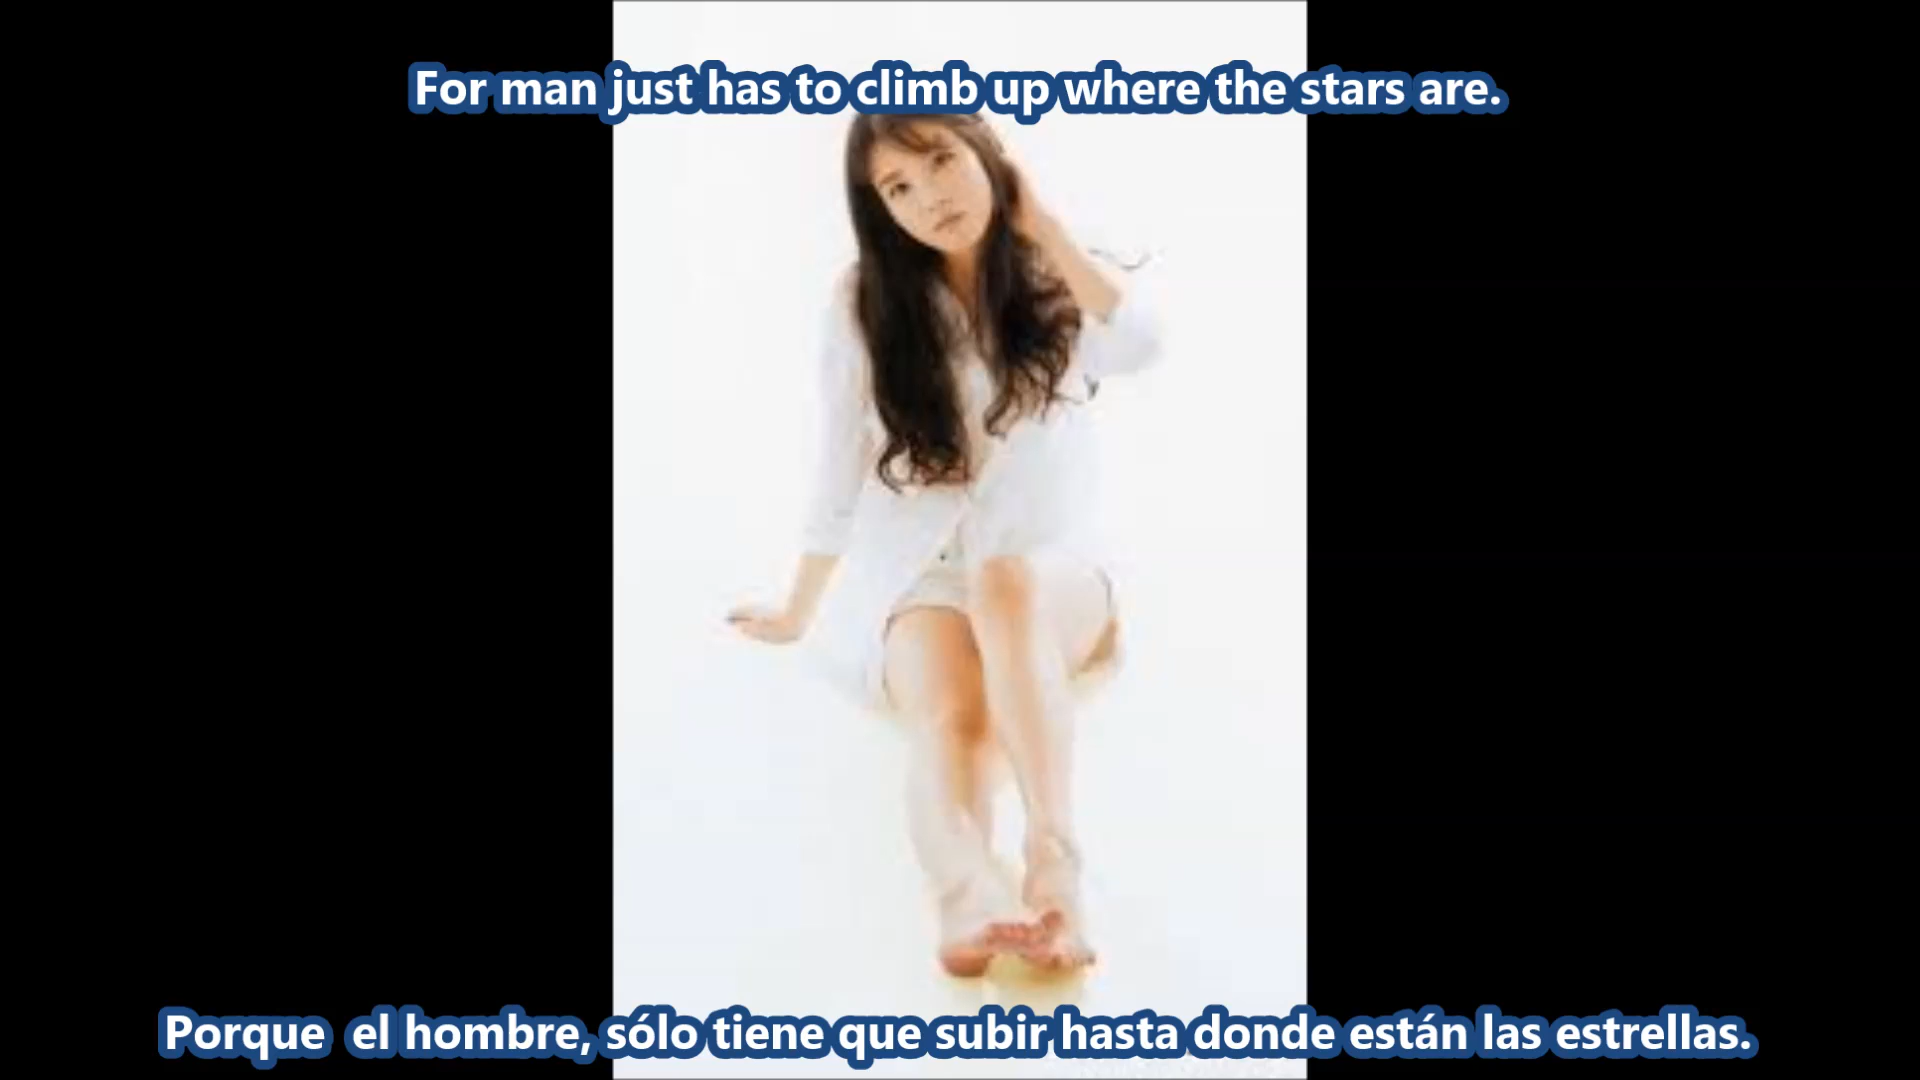 For man just has to climb up where the stars are.
Porque  el hombre, sólo tiene que subir hasta donde están las estrellas.